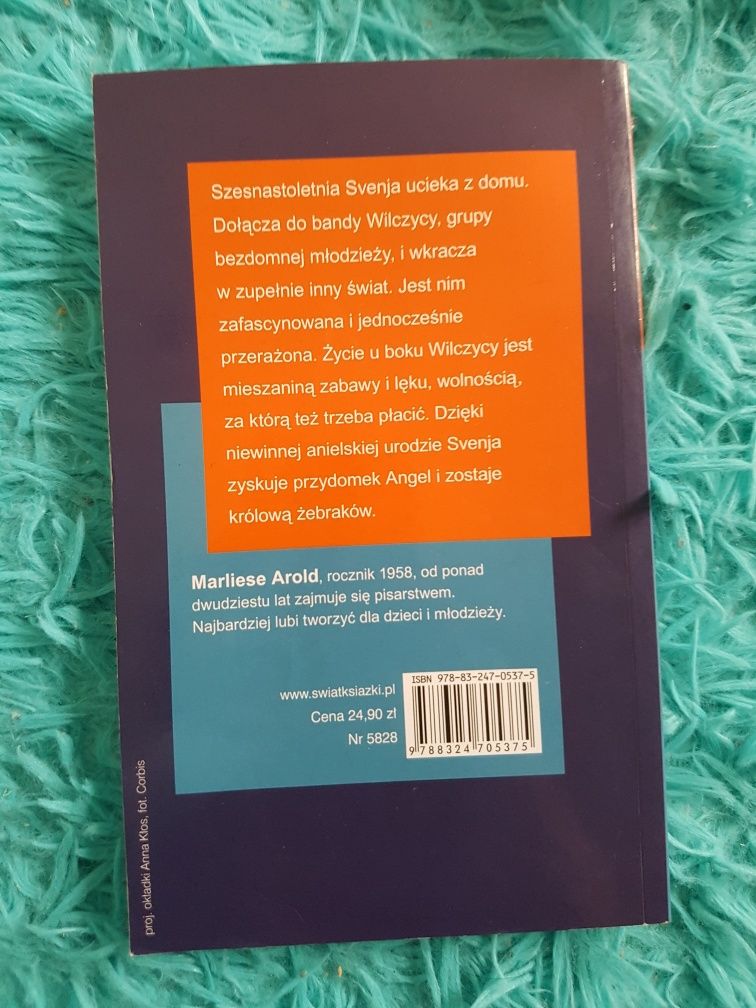 Szesnastoletnia Svenja ucieka z domu.
Dołącza do bandy Wilczycy, grupy
bezdomnej młodzieży, i wkracza
w zupełnie inny świat. Jest nim
zafascynowana i jednocześnie
przerażona. Życie u boku Wilczycy jest
mieszaniną zabawy i lęku, wolnością,
za którą też trzeba płacić. Dzięki
niewinnej anielskiej urodzie Svenja
zyskuje przydomek Angel i zostaje
królową żebraków.
Marliese Arold, rocznik 1958, od ponad
dwudziestu lat zajmuje się pisarstwem.
Najbardziej lubi tworzyć dla dzieci i młodzieży.
www.swiatksiazki.pl
Cena 24,90 zł
Nr 5828
ISBN 978-83-247-0537-5
9 788324 705375
proj. okładki Anna Kłos, fot. Corbis